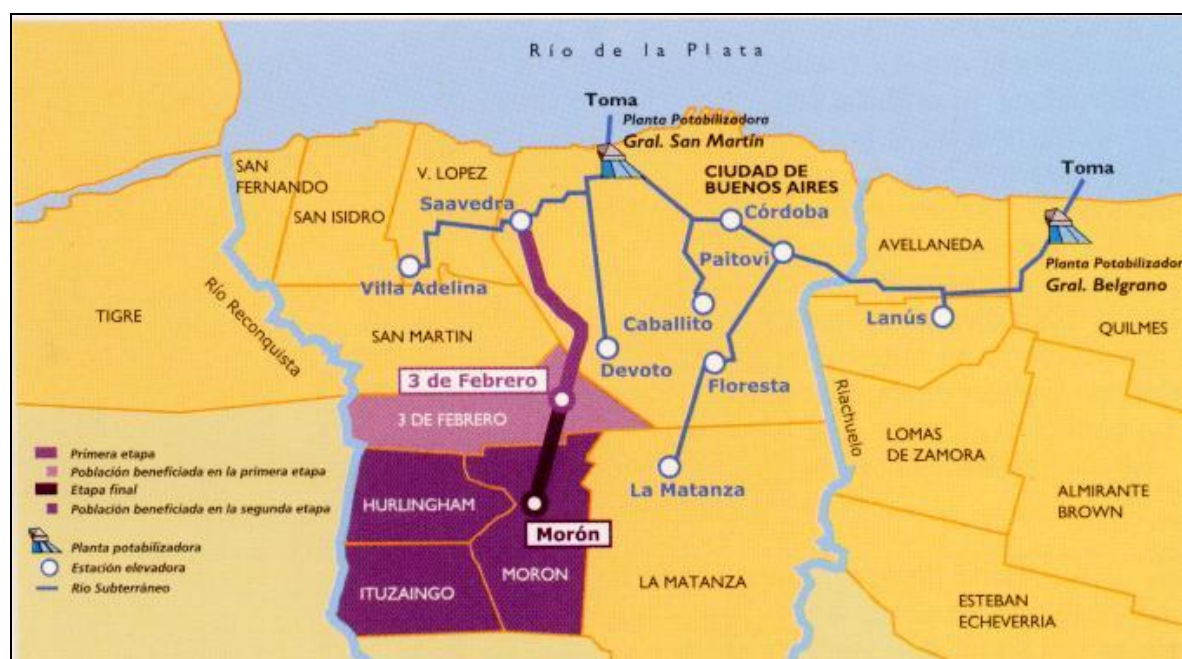 Río de la Plata
Toma
Planta Potabilizadora
Gral. San Martín
SAN
FERNANDO
SAN ISIDRO
V. LOPEZ
CIUDAD DE
BUENOS AIRES
Toma
Saavedra
Córdoba
AVELLANEDA
Paitovi
Planta Potabilizadora
Gral. Belgrano
Villa Adelina
Río Reconquista
TIGRE
SAN MARTIN
Caballito
Lanús
QUILMES
Devoto
Floresta
3 de Febrero
3 DE FEBRERO
Riachuelo
LOMAS
DE ZAMORA
Primera etapa
Población beneficiada en la primera etapa
Etapa final
Población beneficiada en la segunda etapa
Planta potabilizadora
Estación elevadora
Río Subterráneo
HURLINGHAM
La Matanza
ALMIRANTE
BROWN
Morón
MORON
ITUZAINGO
LA MATANZA
ESTEBAN
ECHEVERRIA